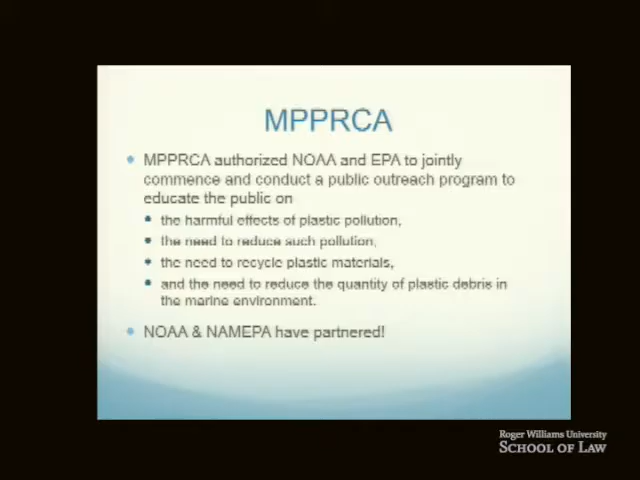 MPPRCA
MPPRCA authorized NOAA and EPA to jointly
commence and conduct a public outreach program to
educate the public on
the harmful effects of plastic pollution,
the need to reduce such pollution,
the need to recycle plastic materials,
and the need to reduce the quantity of plastic debris in
the marine environment.
NOAA & NAMEPA have partnered!
Roger Williams University
SCHOOL OF LAW